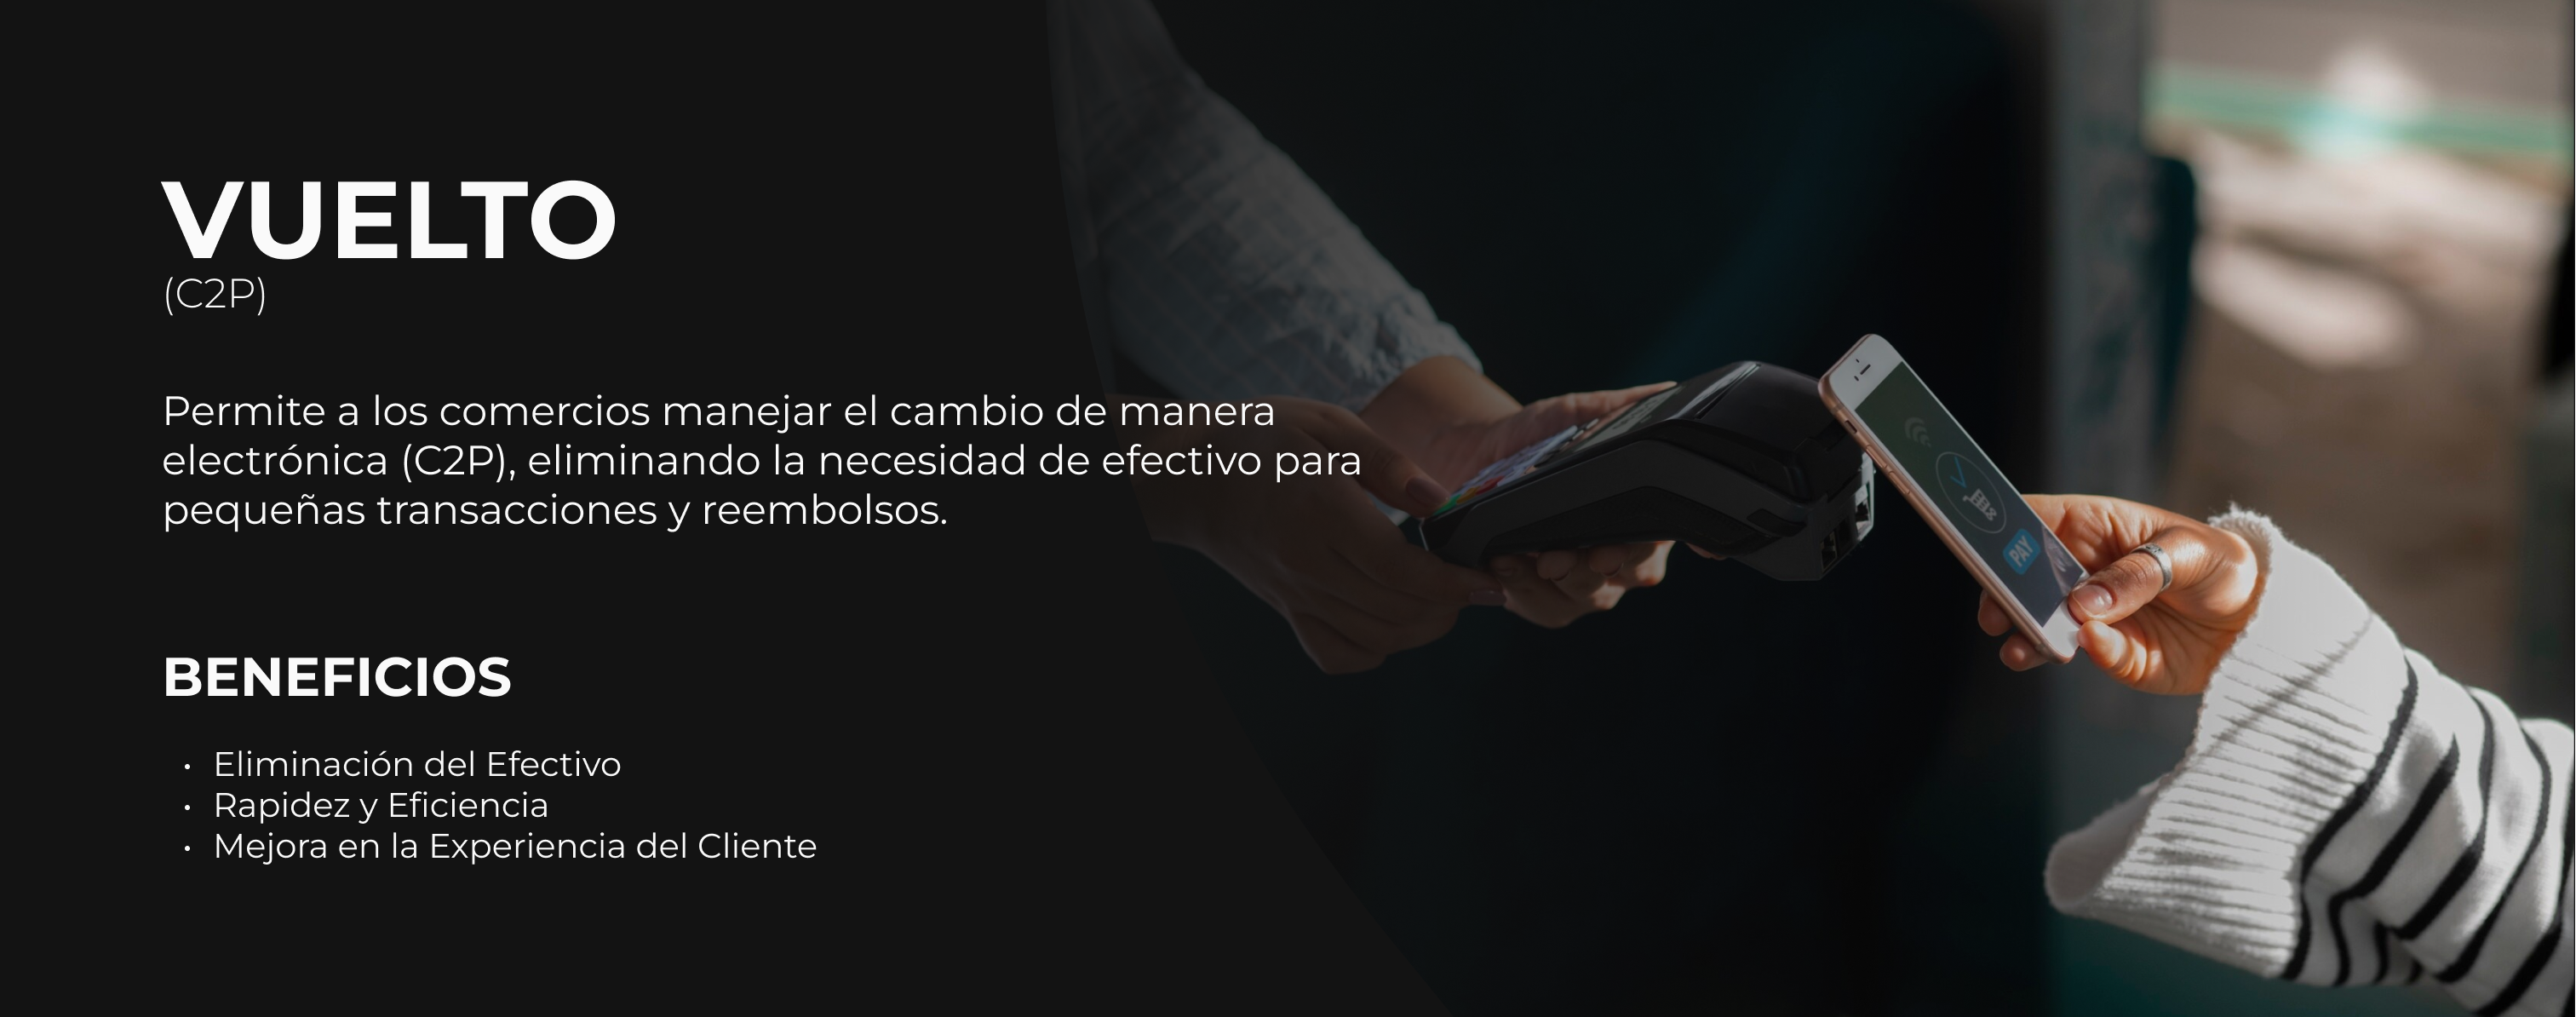 VUELTO
(C2P)
Permite a los comercios manejar el cambio de manera
electrónica (C2P), eliminando la necesidad de efectivo para
pequeñas transacciones y reembolsos.
BENEFICIOS
• Eliminación del Efectivo
• Rapidez y Eficiencia
• Mejora en la Experiencia del Cliente
PAY